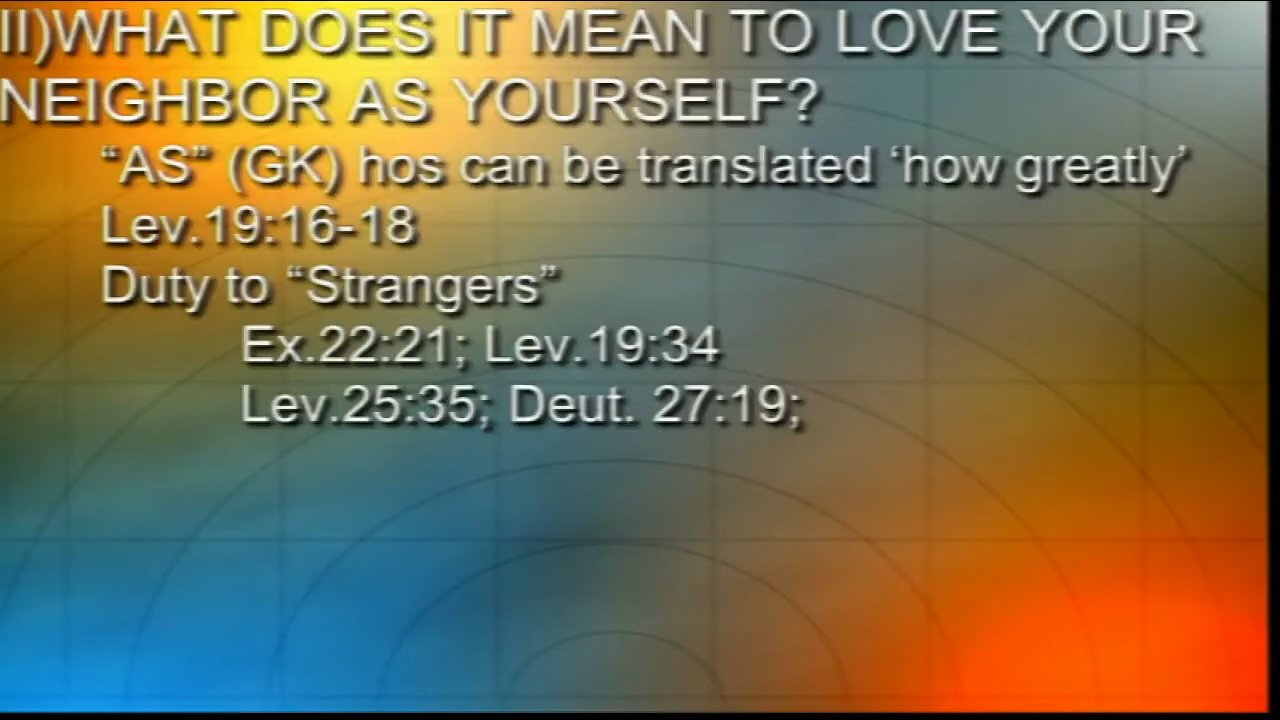 II)WHAT DOES IT MEAN TO LOVE YOUR
NEIGHBOR AS YOURSELF?
“AS” (GK) hos can be translated ‘how greatly’
Lev.19:16-18
Duty to “Strangers”
Ex.22:21; Lev.19:34
Lev.25:35; Deut. 27:19;